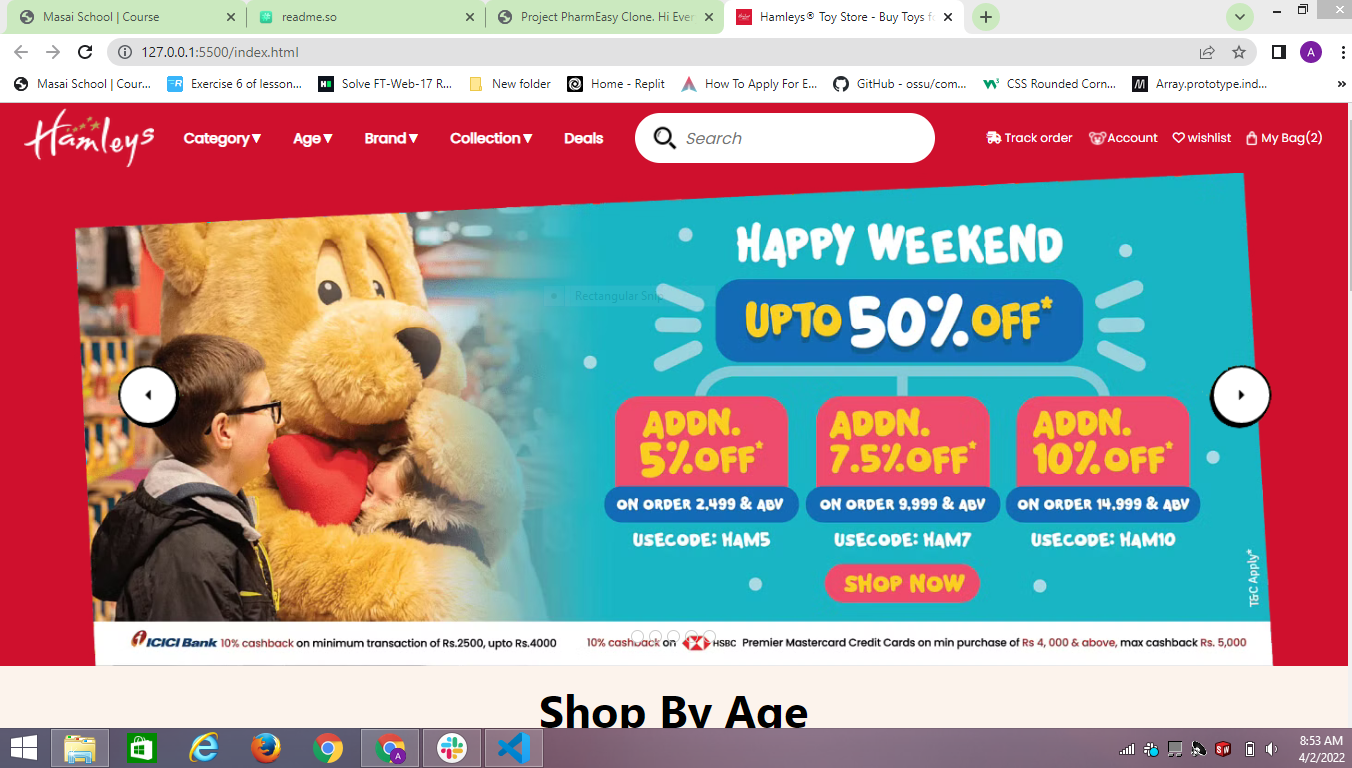 Masai School | Course
readme.so
Project PharmEasy Clone. Hi Ever
Hamleys® Toy Store - Buy Toys f
127.0.0.1:5500/index.html
A
Masai School | Cour...
Exercise 6 of lesson...
Solve FT-Web-17 R...
New folder
Home - Replit
How To Apply For E...
GitHub - ossu/com...
CSS Rounded Corn...
Array.prototype.ind...
»
Hamleys
Category▼
Age▼
Brand▼
Collection▼
Deals
Search
Track order
Account
wishlist
My Bag(2)
HAPPY WEEKEND
Rectangular Snip
UPTO 50% OFF*
ADDN.
5% OFF*
ON ORDER 2,499 & ABV
USECODE: HAM5
ADDN.
7.5% OFF*
ON ORDER 9,999 & ABV
USECODE: HAM7
ADDN.
10% OFF*
ON ORDER 14,999 & ABV
USECODE: HAM10
SHOP NOW
T&C Apply*
ICICI Bank 10% cashback on minimum transaction of Rs.2500, upto Rs.4000
10% cashback on HSBC Premier Mastercard Credit Cards on min purchase of Rs 4, 000 & above, max cashback Rs. 5,000
Shop By Age
8:53 AM
4/2/2022